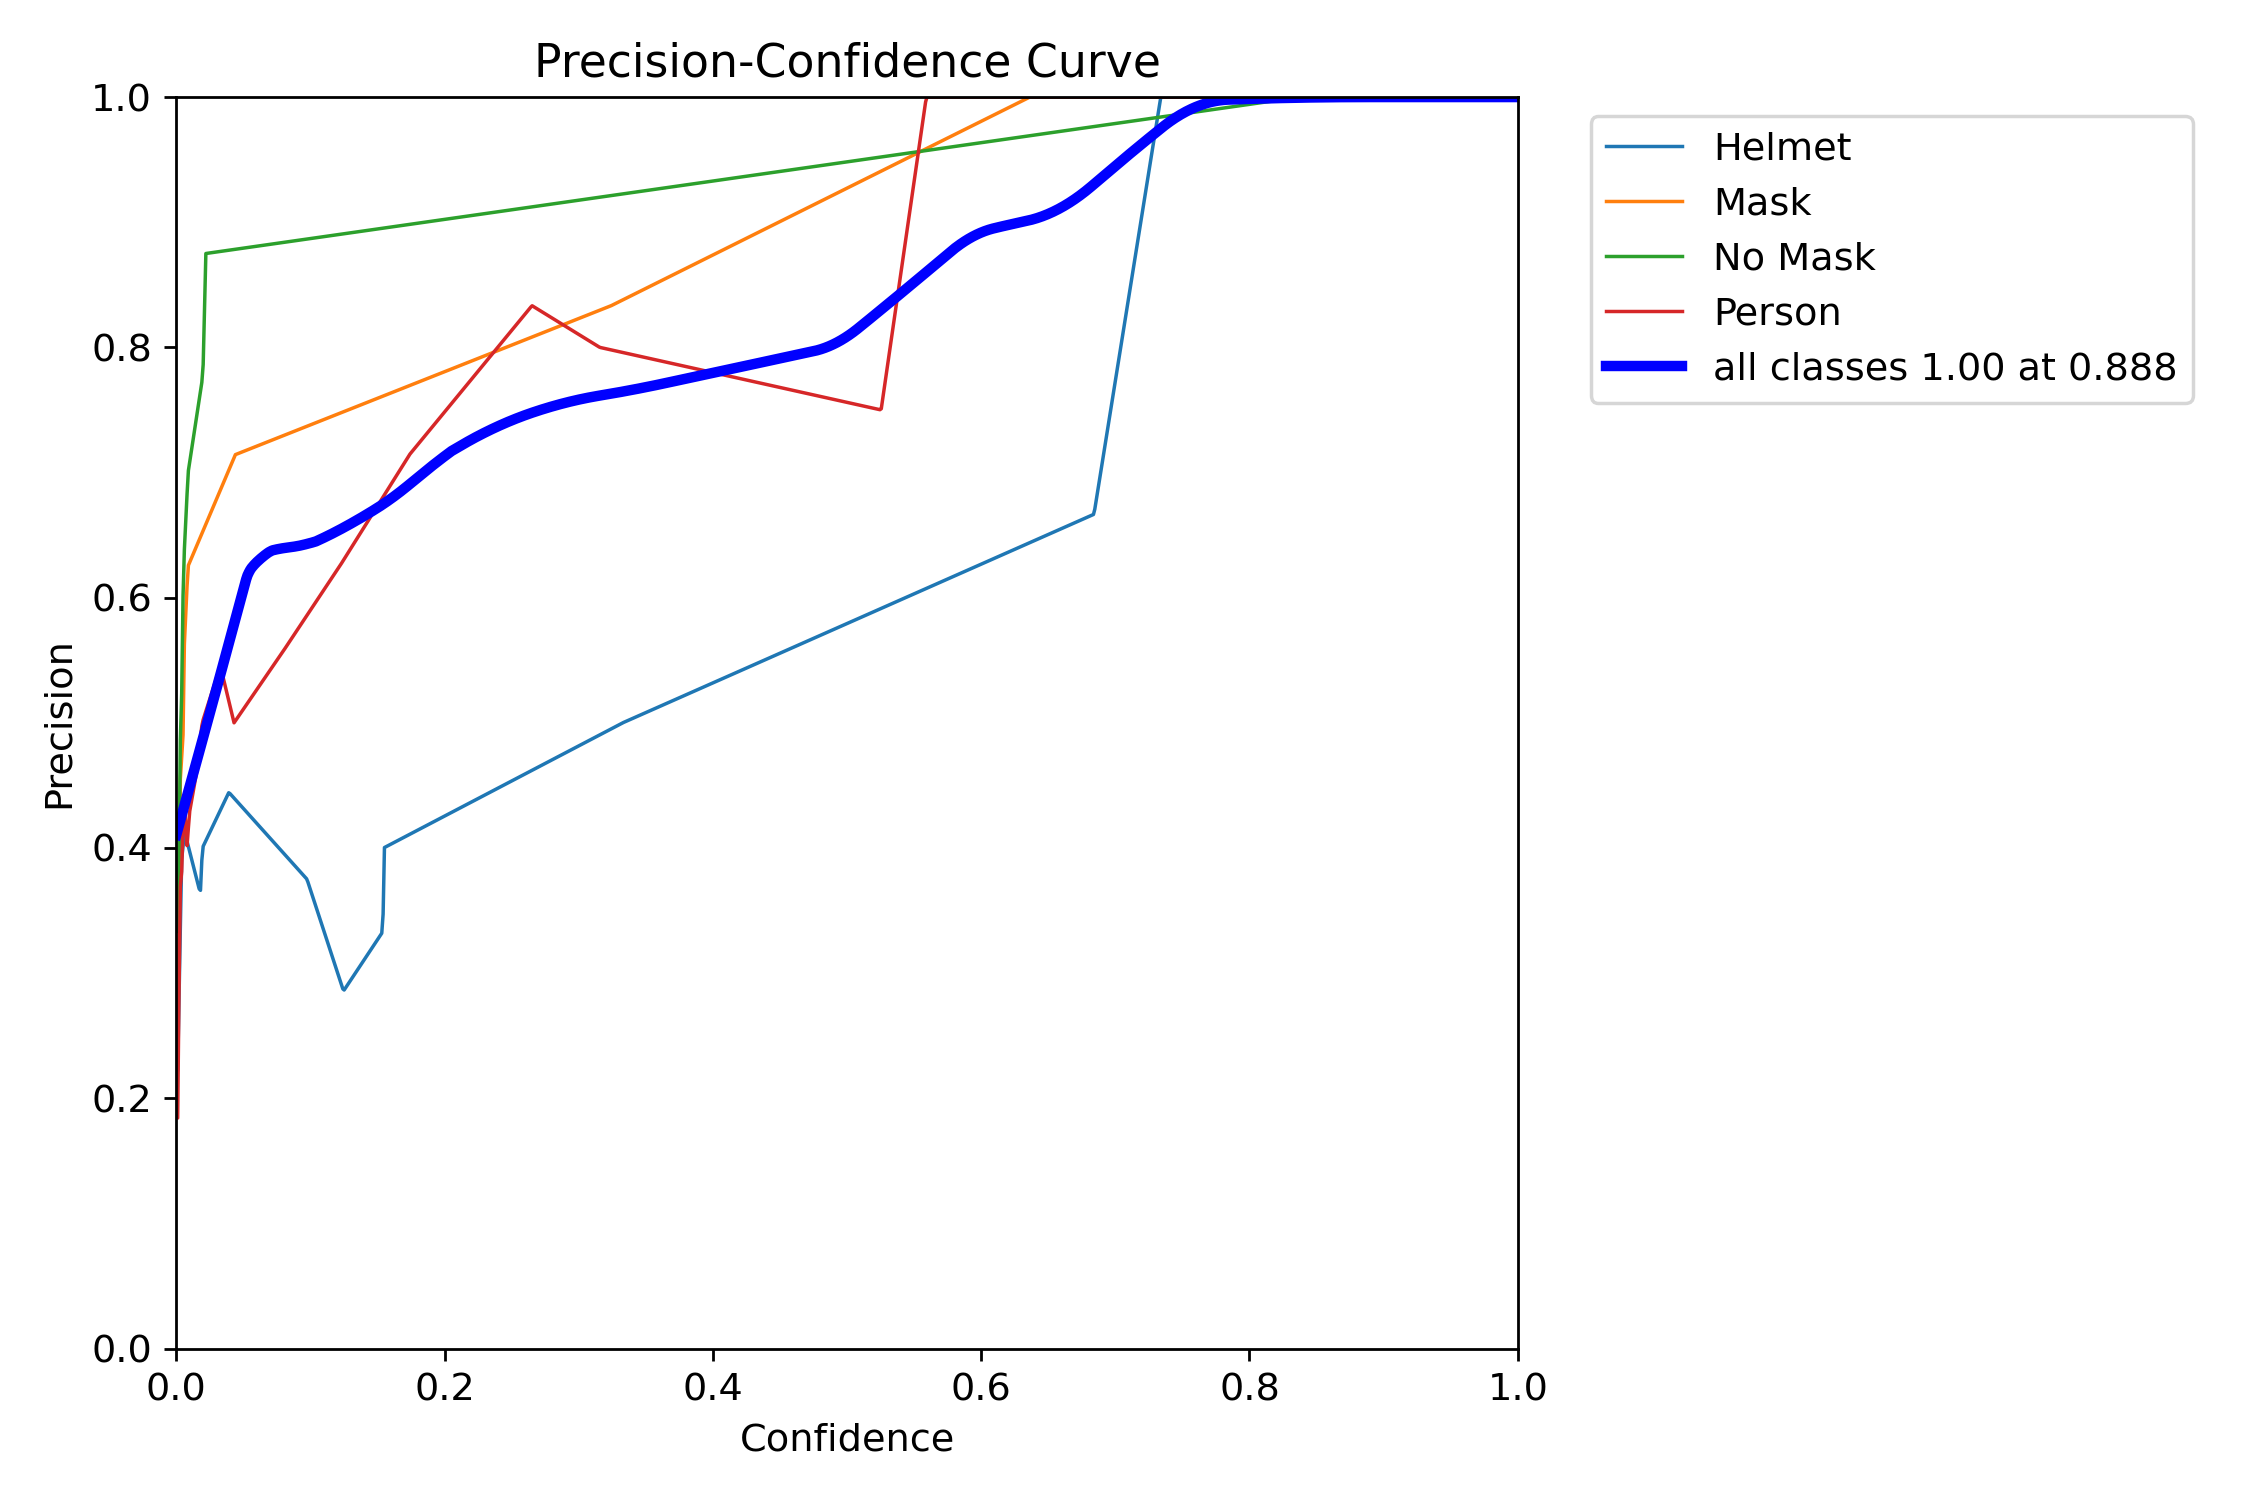 Precision-Confidence Curve
1.0
0.8
0.6
0.4
0.2
0.0
Precision
0.0 0.2 0.4 0.6 0.8 1.0
Confidence
Helmet
Mask
No Mask
Person
all classes 1.00 at 0.888